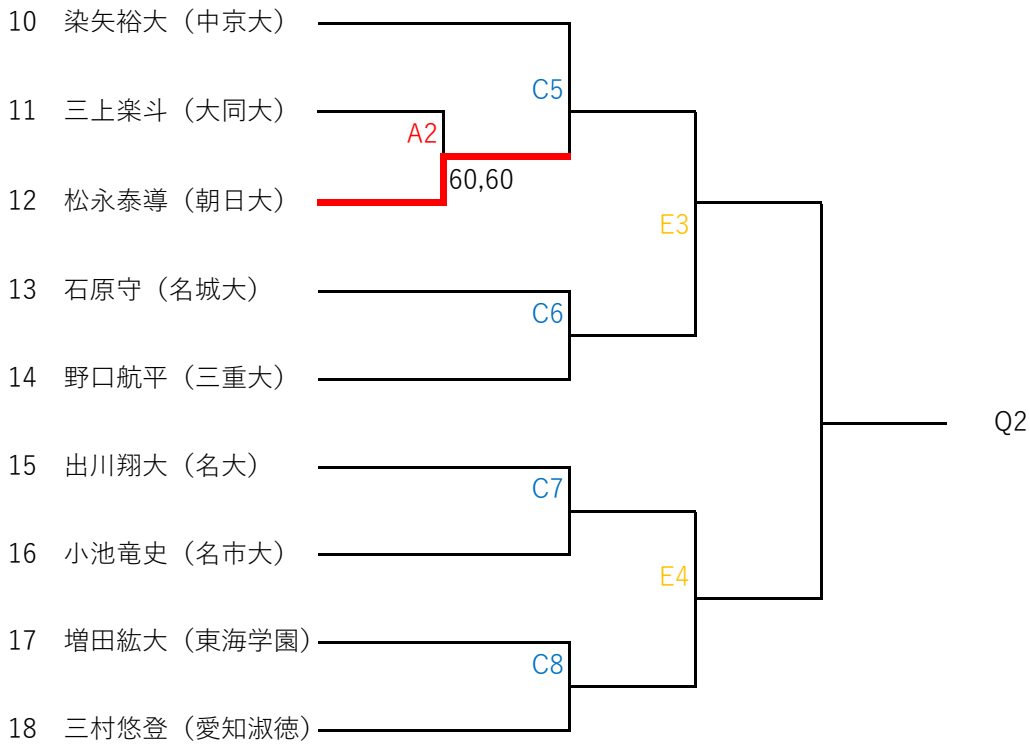 10 染矢裕大（中京大）
C5
11 三上楽斗（大同大）
A2
60,60
12 松永泰導（朝日大）
E3
13 石原守（名城大）
C6
14 野口航平（三重大）
Q2
15 出川翔大（名大）
C7
16 小池竜史（名市大）
E4
17 増田紘大（東海学園）
C8
18 三村悠登（愛知淑徳）